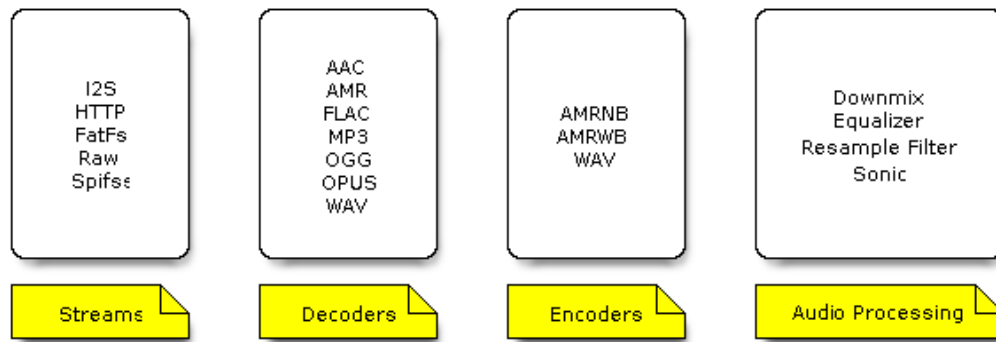 I2S
HTTP
FatFs
Raw
Spifss
Streams
AAC
AMR
FLAC
MP3
OGG
OPUS
WAV
Decoders
AMRNB
AMRWB
WAV
Encoders
Downmix
Equalizer
Resample Filter
Sonic
Audio Processing